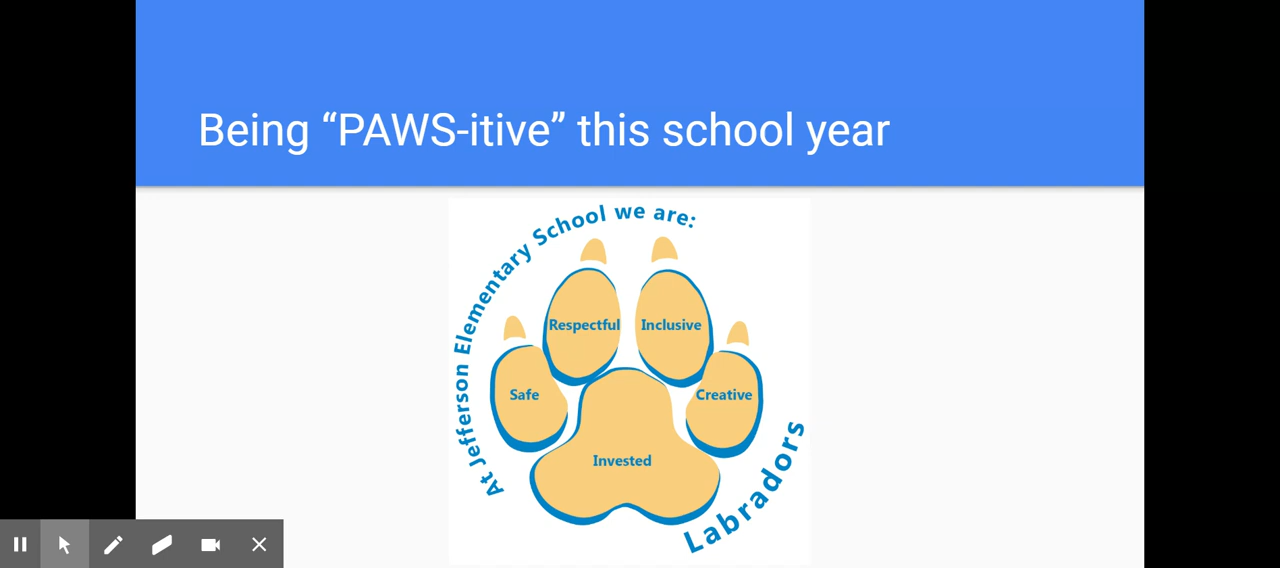 Being “PAWS-itive” this school year
At Jefferson Elementary School we are:
Respectful
Inclusive
Safe
Creative
Invested
Labradors